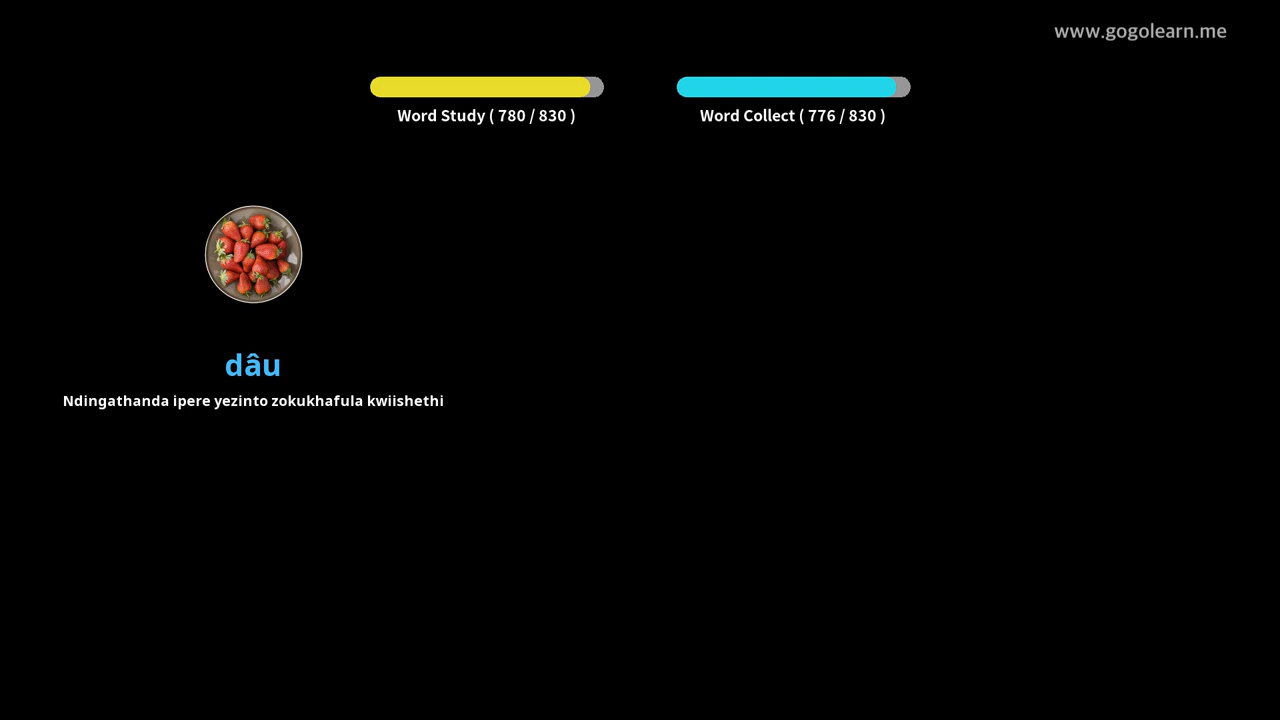 www.gogolearn.me
Word Study ( 780 / 830 )
Word Collect ( 776 / 830 )
dâu
Ndingathanda ipere yezinto zokukhafula kwiishethi